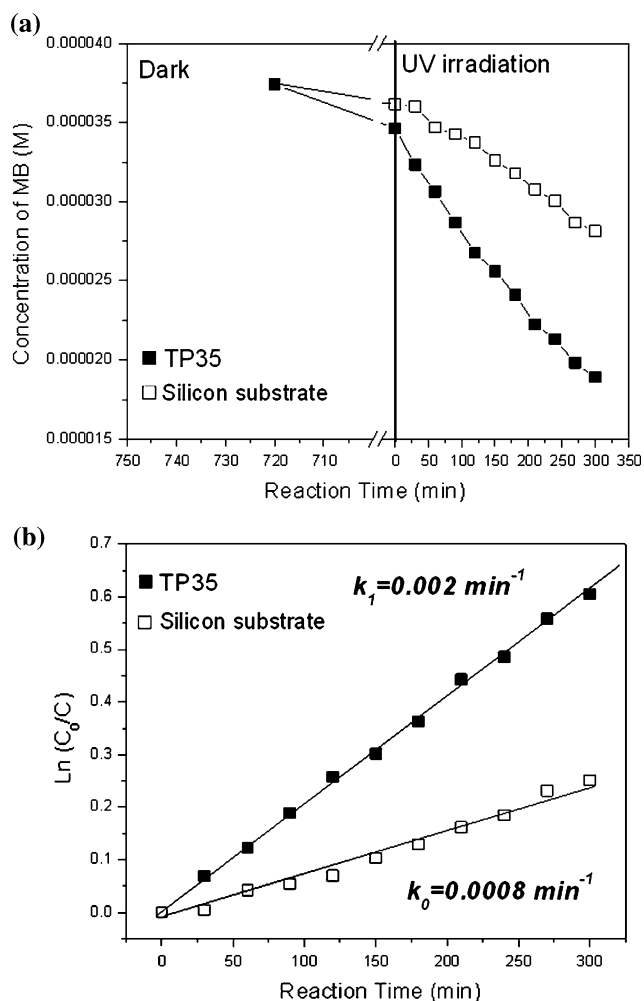 (a)
0.000040
0.000035
0.000030
0.000025
0.000020
0.000015
Concentration of MB (M)
Dark
UV irradiation
TP35
Silicon substrate
750 740 730 720 710 0 50 100 150 200 250 300 350
Reaction Time (min)
(b)
0.7
0.6
0.5
0.4
0.3
0.2
0.1
0.0
Ln (C0/C)
TP35
Silicon substrate
k1=0.002 min-1
k0=0.0008 min-1
0 50 100 150 200 250 300
Reaction Time (min)